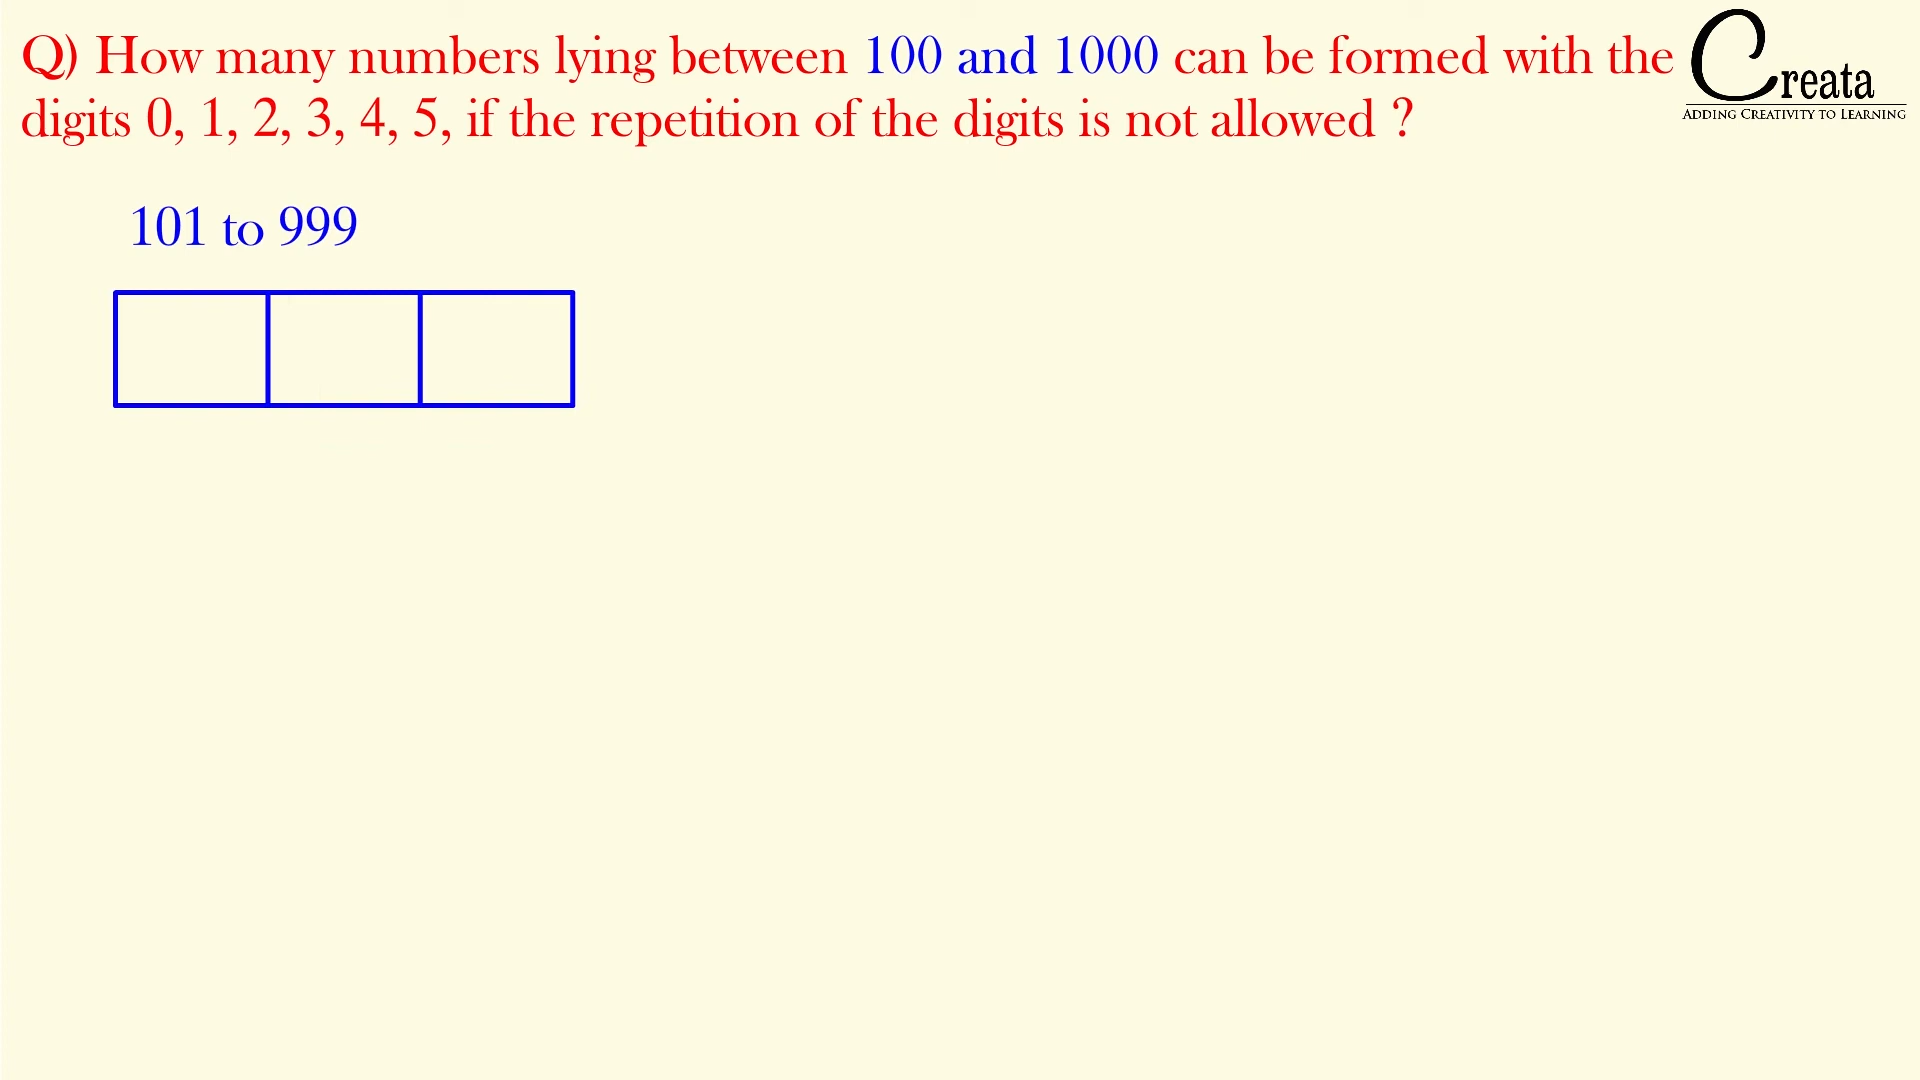 Q) How many numbers lying between 100 and 1000 can be formed with the
digits 0, 1, 2, 3, 4, 5, if the repetition of the digits is not allowed ?
Creata
ADDING CREATIVITY TO LEARNING
101 to 999